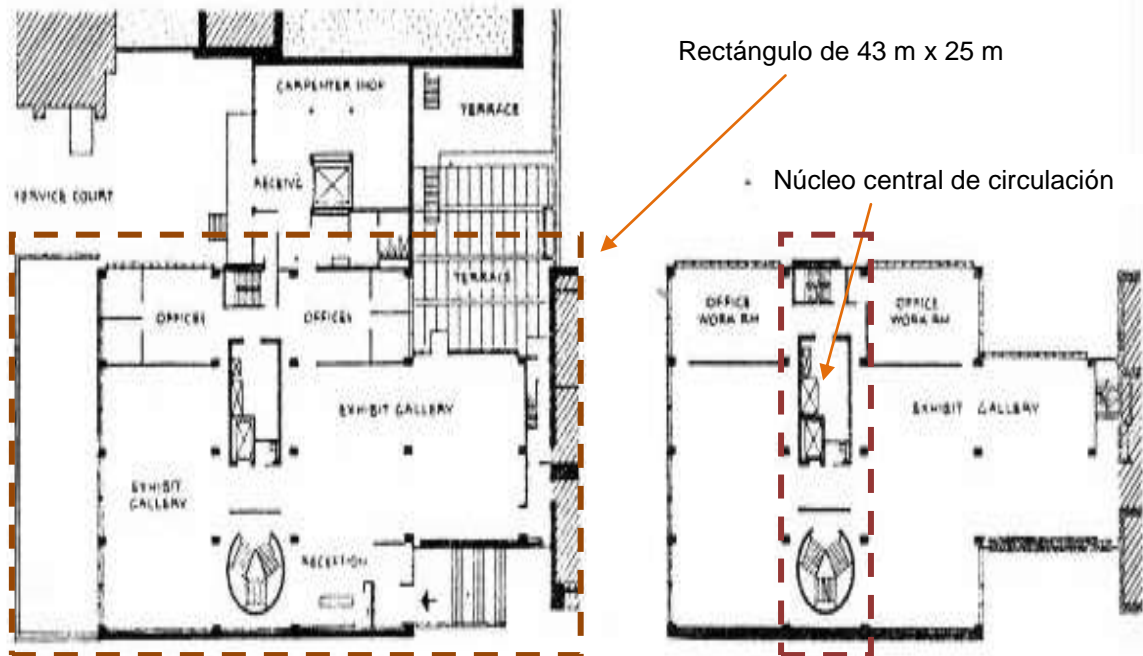 Rectángulo de 43 m x 25 m
Núcleo central de circulación
CARPENTER SHOP
TERRACE
RECEIVE
SERVICE COURT
TERRACE
OFFICES
OFFICES
EXHIBIT GALLERY
EXHIBIT
GALLERY
RECEPTION
OFFICE
WORK RM
OFFICE
WORK RM
EXHIBIT GALLERY